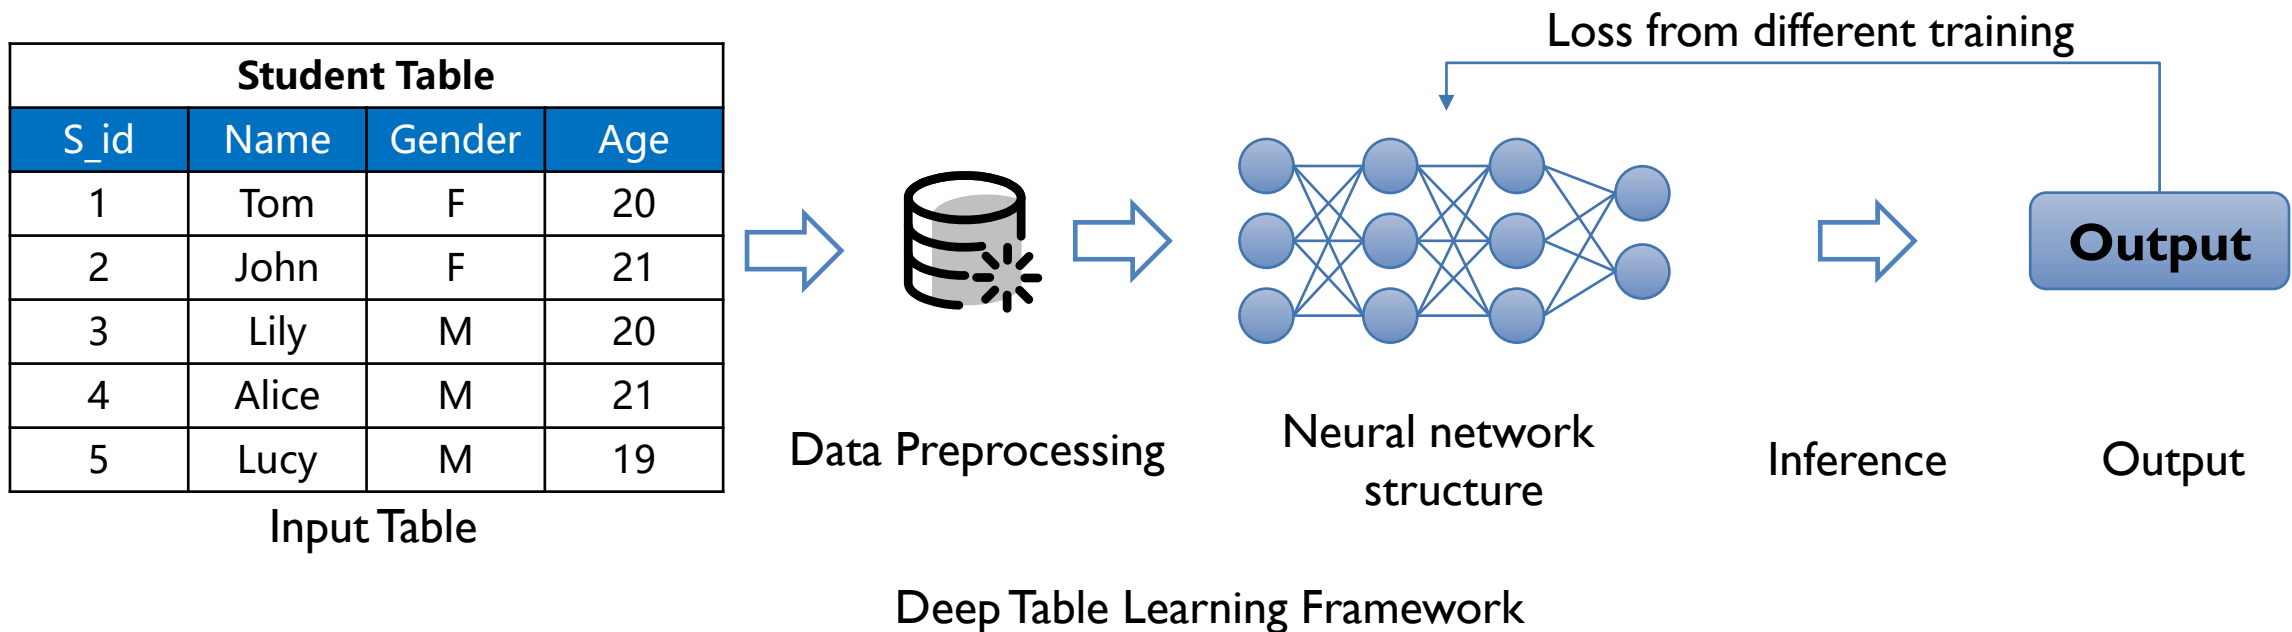 Loss from different training
Student Table
S_id Name Gender Age
1 Tom F 20
2 John F 21
3 Lily M 20
4 Alice M 21
5 Lucy M 19
Input Table
Data Preprocessing
Neural network
structure
Inference
Output
Output
Deep Table Learning Framework